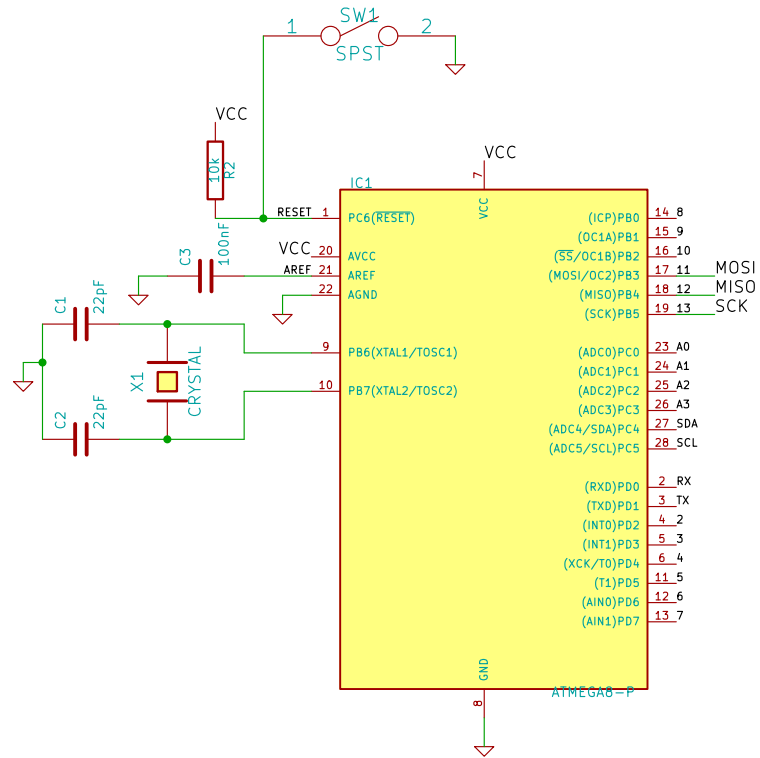 SW1
1 2
SPST
VCC
10k
R2
VCC
7
IC1
VCC
RESET 1 PC6(RESET) (ICP)PB0 14 8
(OC1A)PB1 15 9
C3
100nF
VCC 20 AVCC (SS/OC1B)PB2 16 10
AREF 21 AREF (MOSI/OC2)PB3 17 11 MOSI
22 AGND (MISO)PB4 18 12 MISO
(SCK)PB5 19 13 SCK
C1
22pF
9 PB6(XTAL1/TOSC1) (ADC0)PC0 23 A0
(ADC1)PC1 24 A1
X1
CRYSTAL
10 PB7(XTAL2/TOSC2) (ADC2)PC2 25 A2
(ADC3)PC3 26 A3
C2
22pF
(ADC4/SDA)PC4 27 SDA
(ADC5/SCL)PC5 28 SCL
(RXD)PD0 2 RX
(TXD)PD1 3 TX
(INT0)PD2 4 2
(INT1)PD3 5 3
(XCK/T0)PD4 6 4
(T1)PD5 11 5
(AIN0)PD6 12 6
(AIN1)PD7 13 7
GND
ATMEGA8-P
8